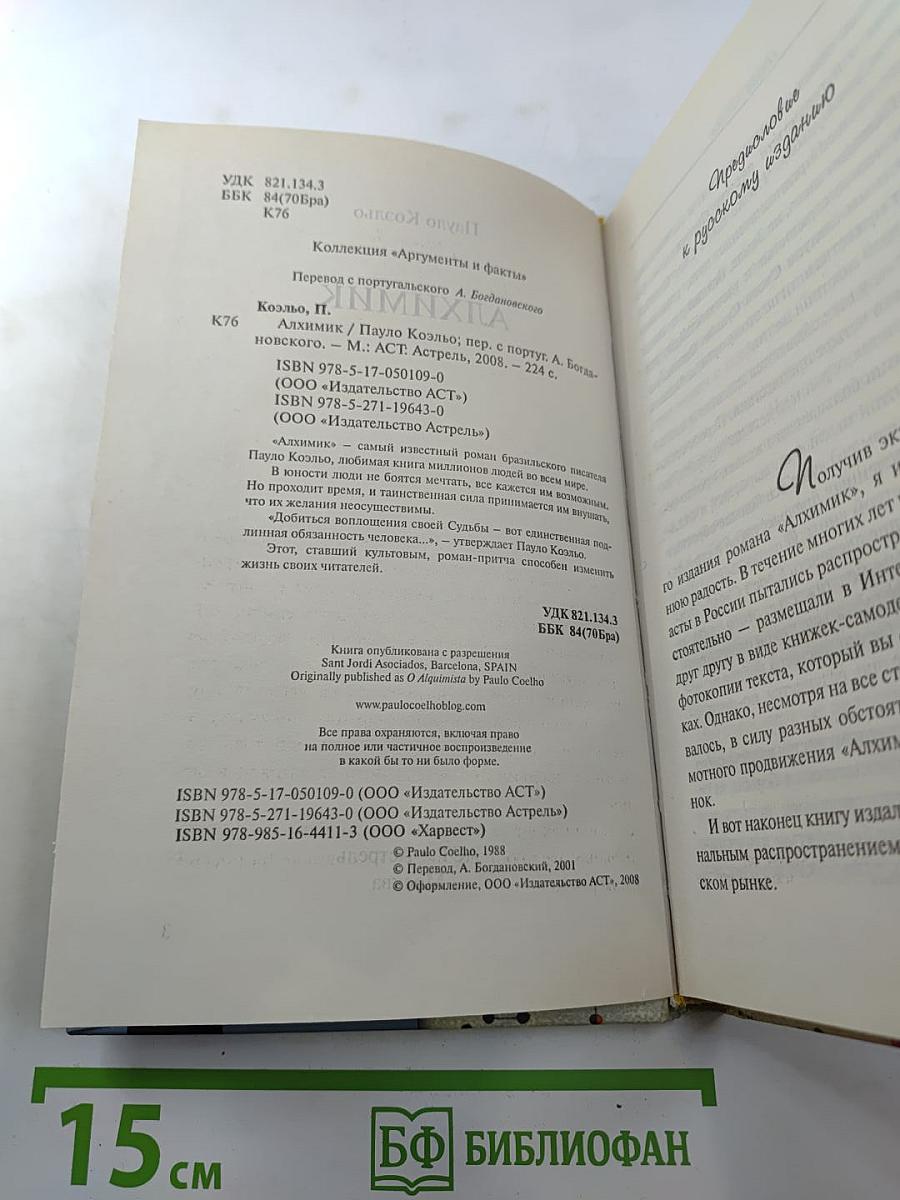 УДК 821.134.3
ББК 84(70Бра)
К76
Коллекция «Аргументы и факты»
Перевод с португальского А. Богдановского
Коэльо, П.
К76 Алхимик / Пауло Коэльо; пер. с португ. А. Богда-
новского. – М.: АСТ: Астрель, 2008. – 224 с.
ISBN 978-5-17-050109-0
(ООО «Издательство АСТ»)
ISBN 978-5-271-19643-0
(ООО «Издательство Астрель»)
«Алхимик» – самый известный роман бразильского писателя
Пауло Коэльо, любимая книга миллионов людей во всем мире.
В юности люди не боятся мечтать, все кажется им возможным.
Но проходит время, и таинственная сила принимается им внушать,
что их желания неосуществимы.
«Добиться воплощения своей Судьбы – вот единственная под-
линная обязанность человека...», – утверждает Пауло Коэльо.
Этот, ставший культовым, роман-притча способен изменить
жизнь своих читателей.
УДК 821.134.3
ББК 84(70Бра)
Книга опубликована с разрешения
Sant Jordi Asociados, Barcelona, SPAIN
Originally published as O Alquimista by Paulo Coelho
www.paulocoelhoblog.com
Все права охраняются, включая право
на полное или частичное воспроизведение
в какой бы то ни было форме.
ISBN 978-5-17-050109-0 (ООО «Издательство АСТ»)
ISBN 978-5-271-19643-0 (ООО «Издательство Астрель»)
ISBN 978-985-16-4411-3 (ООО «Харвест»)
© Paulo Coelho, 1988
© Перевод, А. Богдановский, 2001
© Оформление, ООО «Издательство АСТ», 2008
Предисловие
к русскому изданию
Получив эк
го издания романа «Алхимик», я и
нюю радость. В течение многих лет
асты в России пытались распростр
стоятельно — размещали в Инте
друг другу в виде книжек-самоде
фотокопии текста, который вы
ках. Однако, несмотря на все ст
валось, в силу разных обстоят
мотного продвижения «Алхим
нок.
И вот наконец книгу издал
нальным распространением
ском рынке.
15 см
БФ БИБЛИОФАН